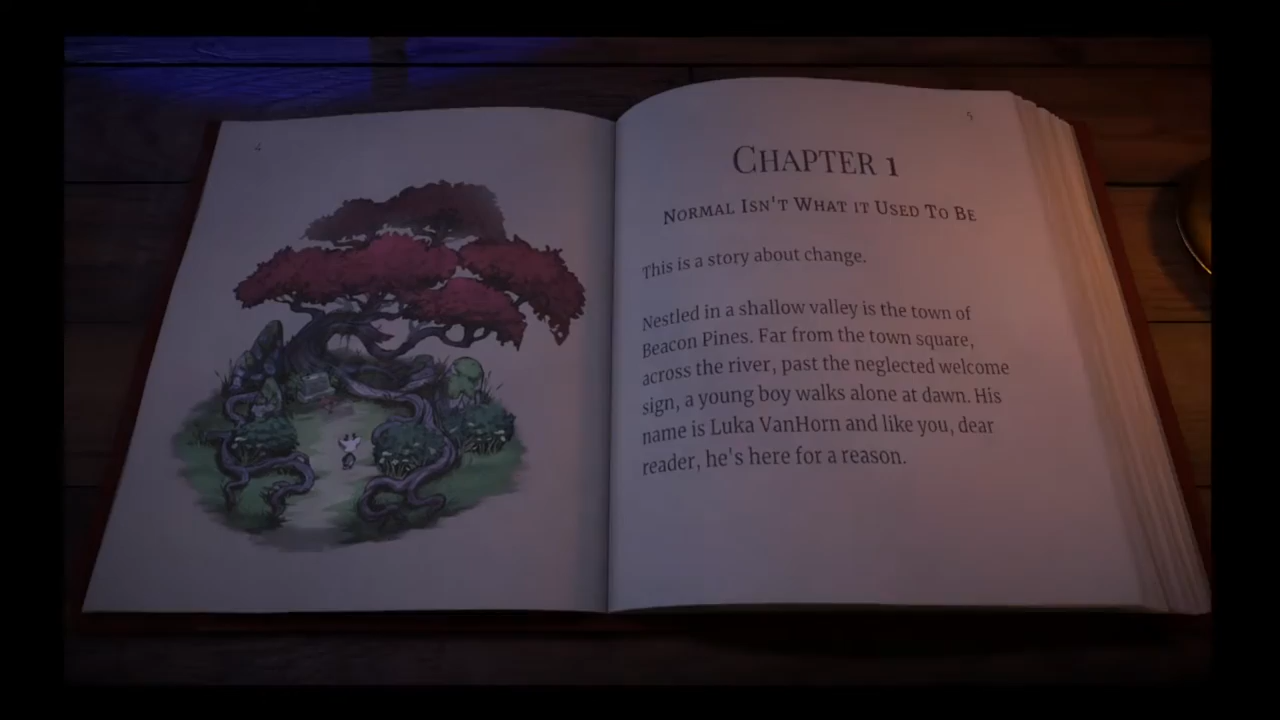 4
5
CHAPTER 1
NORMAL ISN'T WHAT IT USED TO BE
This is a story about change.
Nestled in a shallow valley is the town of
Beacon Pines. Far from the town square,
across the river, past the neglected welcome
sign, a young boy walks alone at dawn. His
name is Luka VanHorn and like you, dear
reader, he's here for a reason.